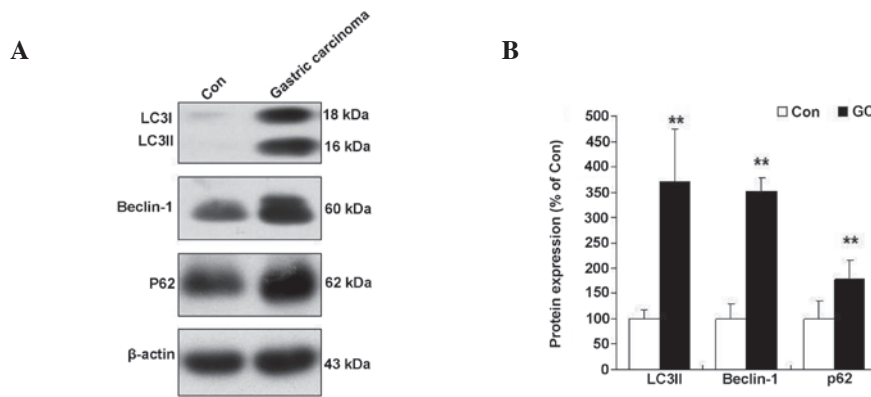 A
Con
Gastric carcinoma
LC3I
18 kDa
LC3II
16 kDa
Beclin-1
60 kDa
P62
62 kDa
β-actin
43 kDa
B
Protein expression (% of Con)
500
450
400
350
300
250
200
150
100
50
0
Con
GC
**
**
**
LC3II
Beclin-1
p62